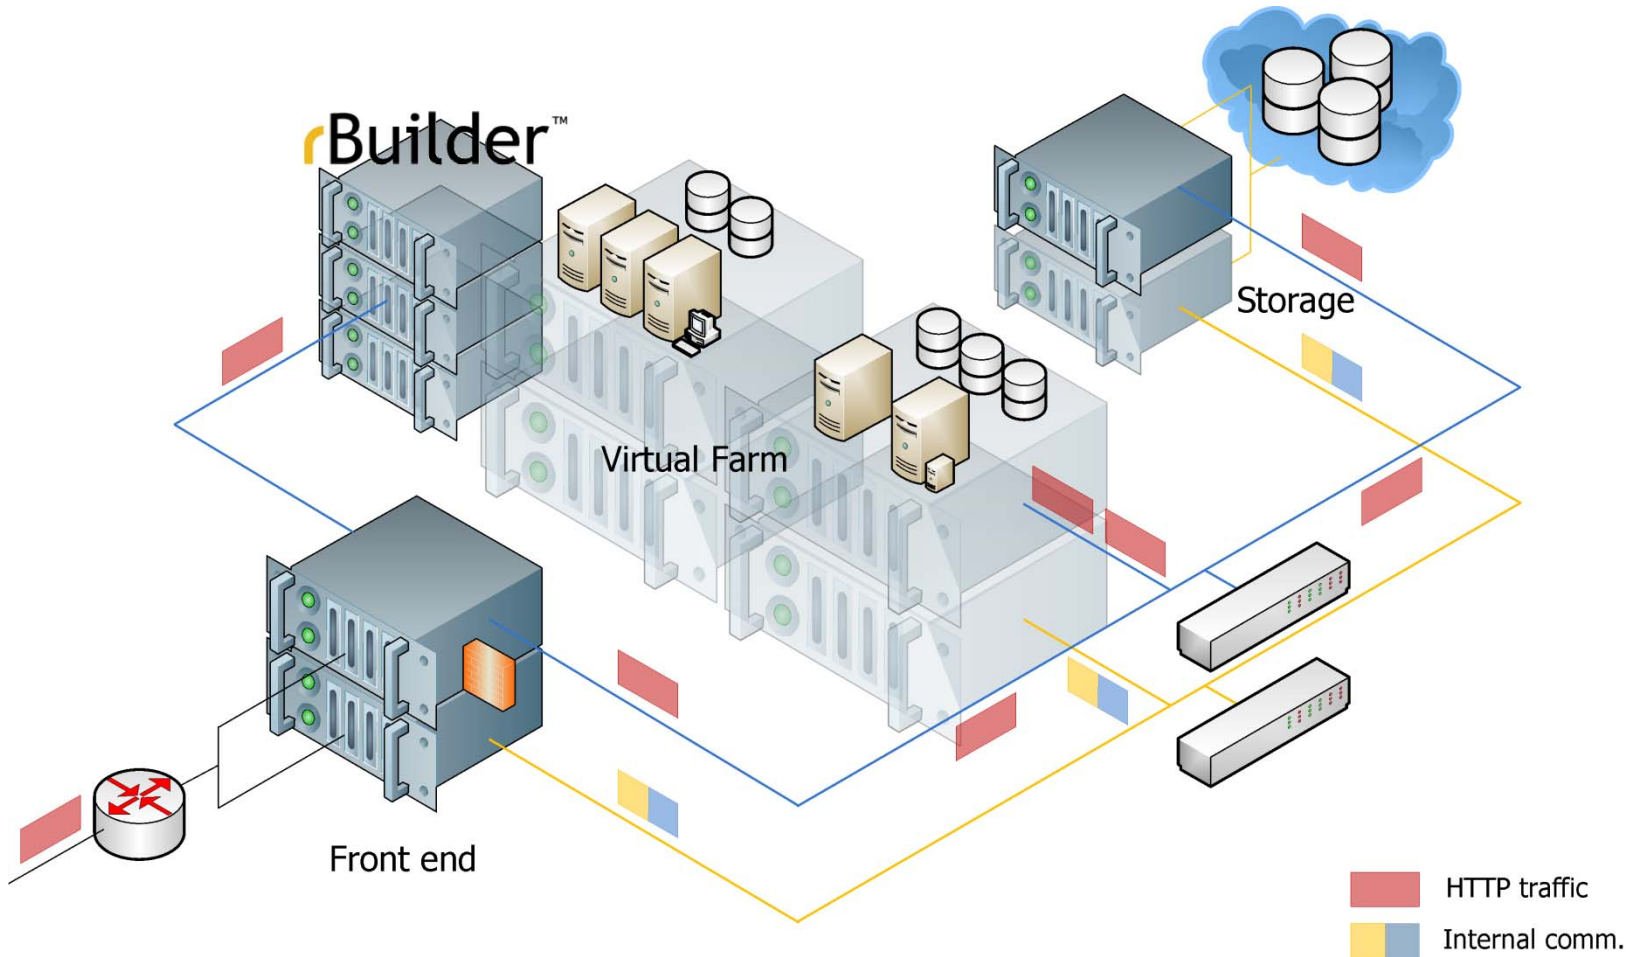 rBuilder™
Storage
Virtual Farm
Front end
HTTP traffic
Internal comm.